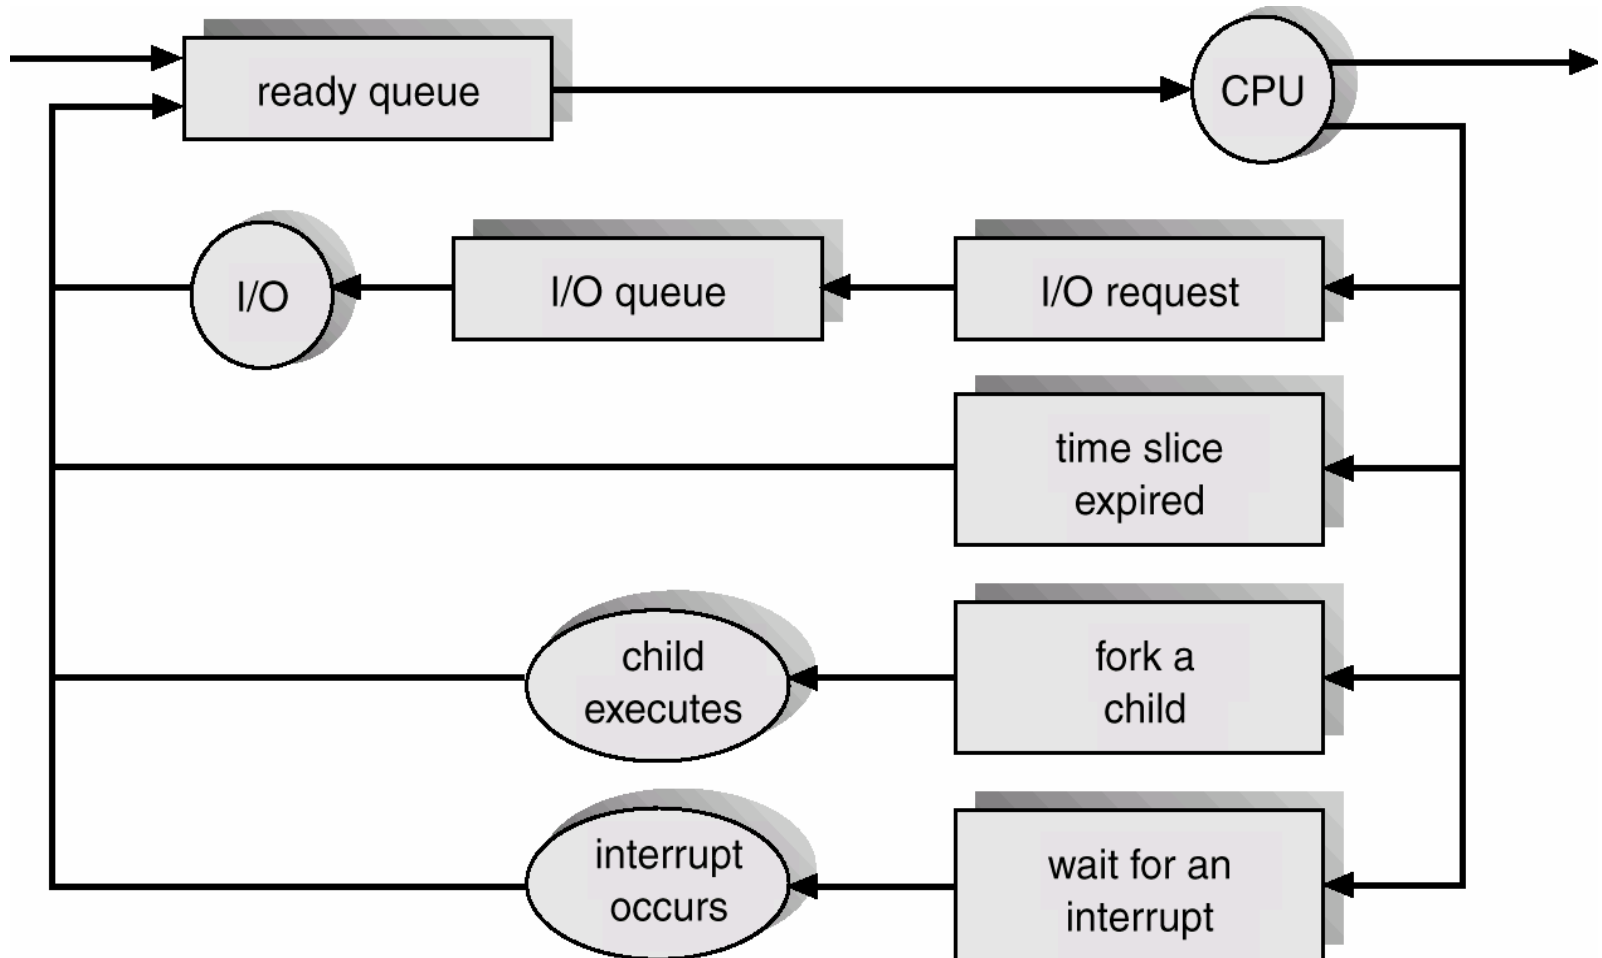 ready queue
CPU
I/O
I/O queue
I/O request
time slice
expired
child
executes
fork a
child
interrupt
occurs
wait for an
interrupt